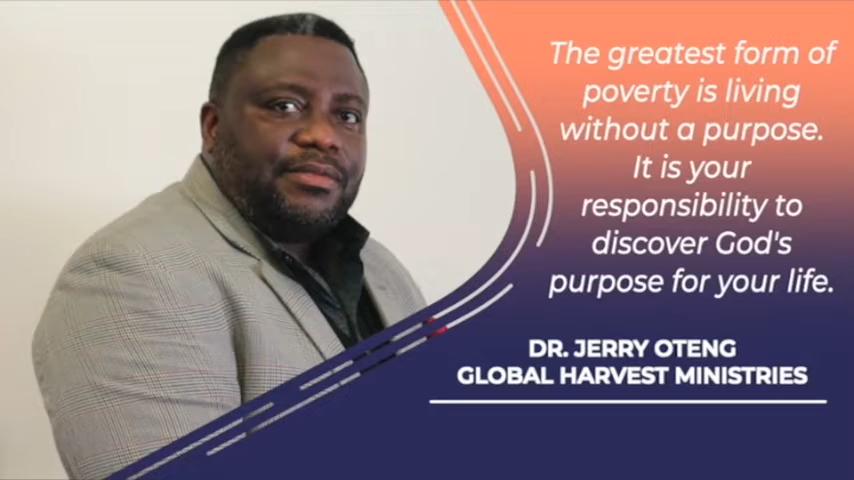 The greatest form of
poverty is living
without a purpose.
It is your
responsibility to
discover God's
purpose for your life.
DR. JERRY OTENG
GLOBAL HARVEST MINISTRIES